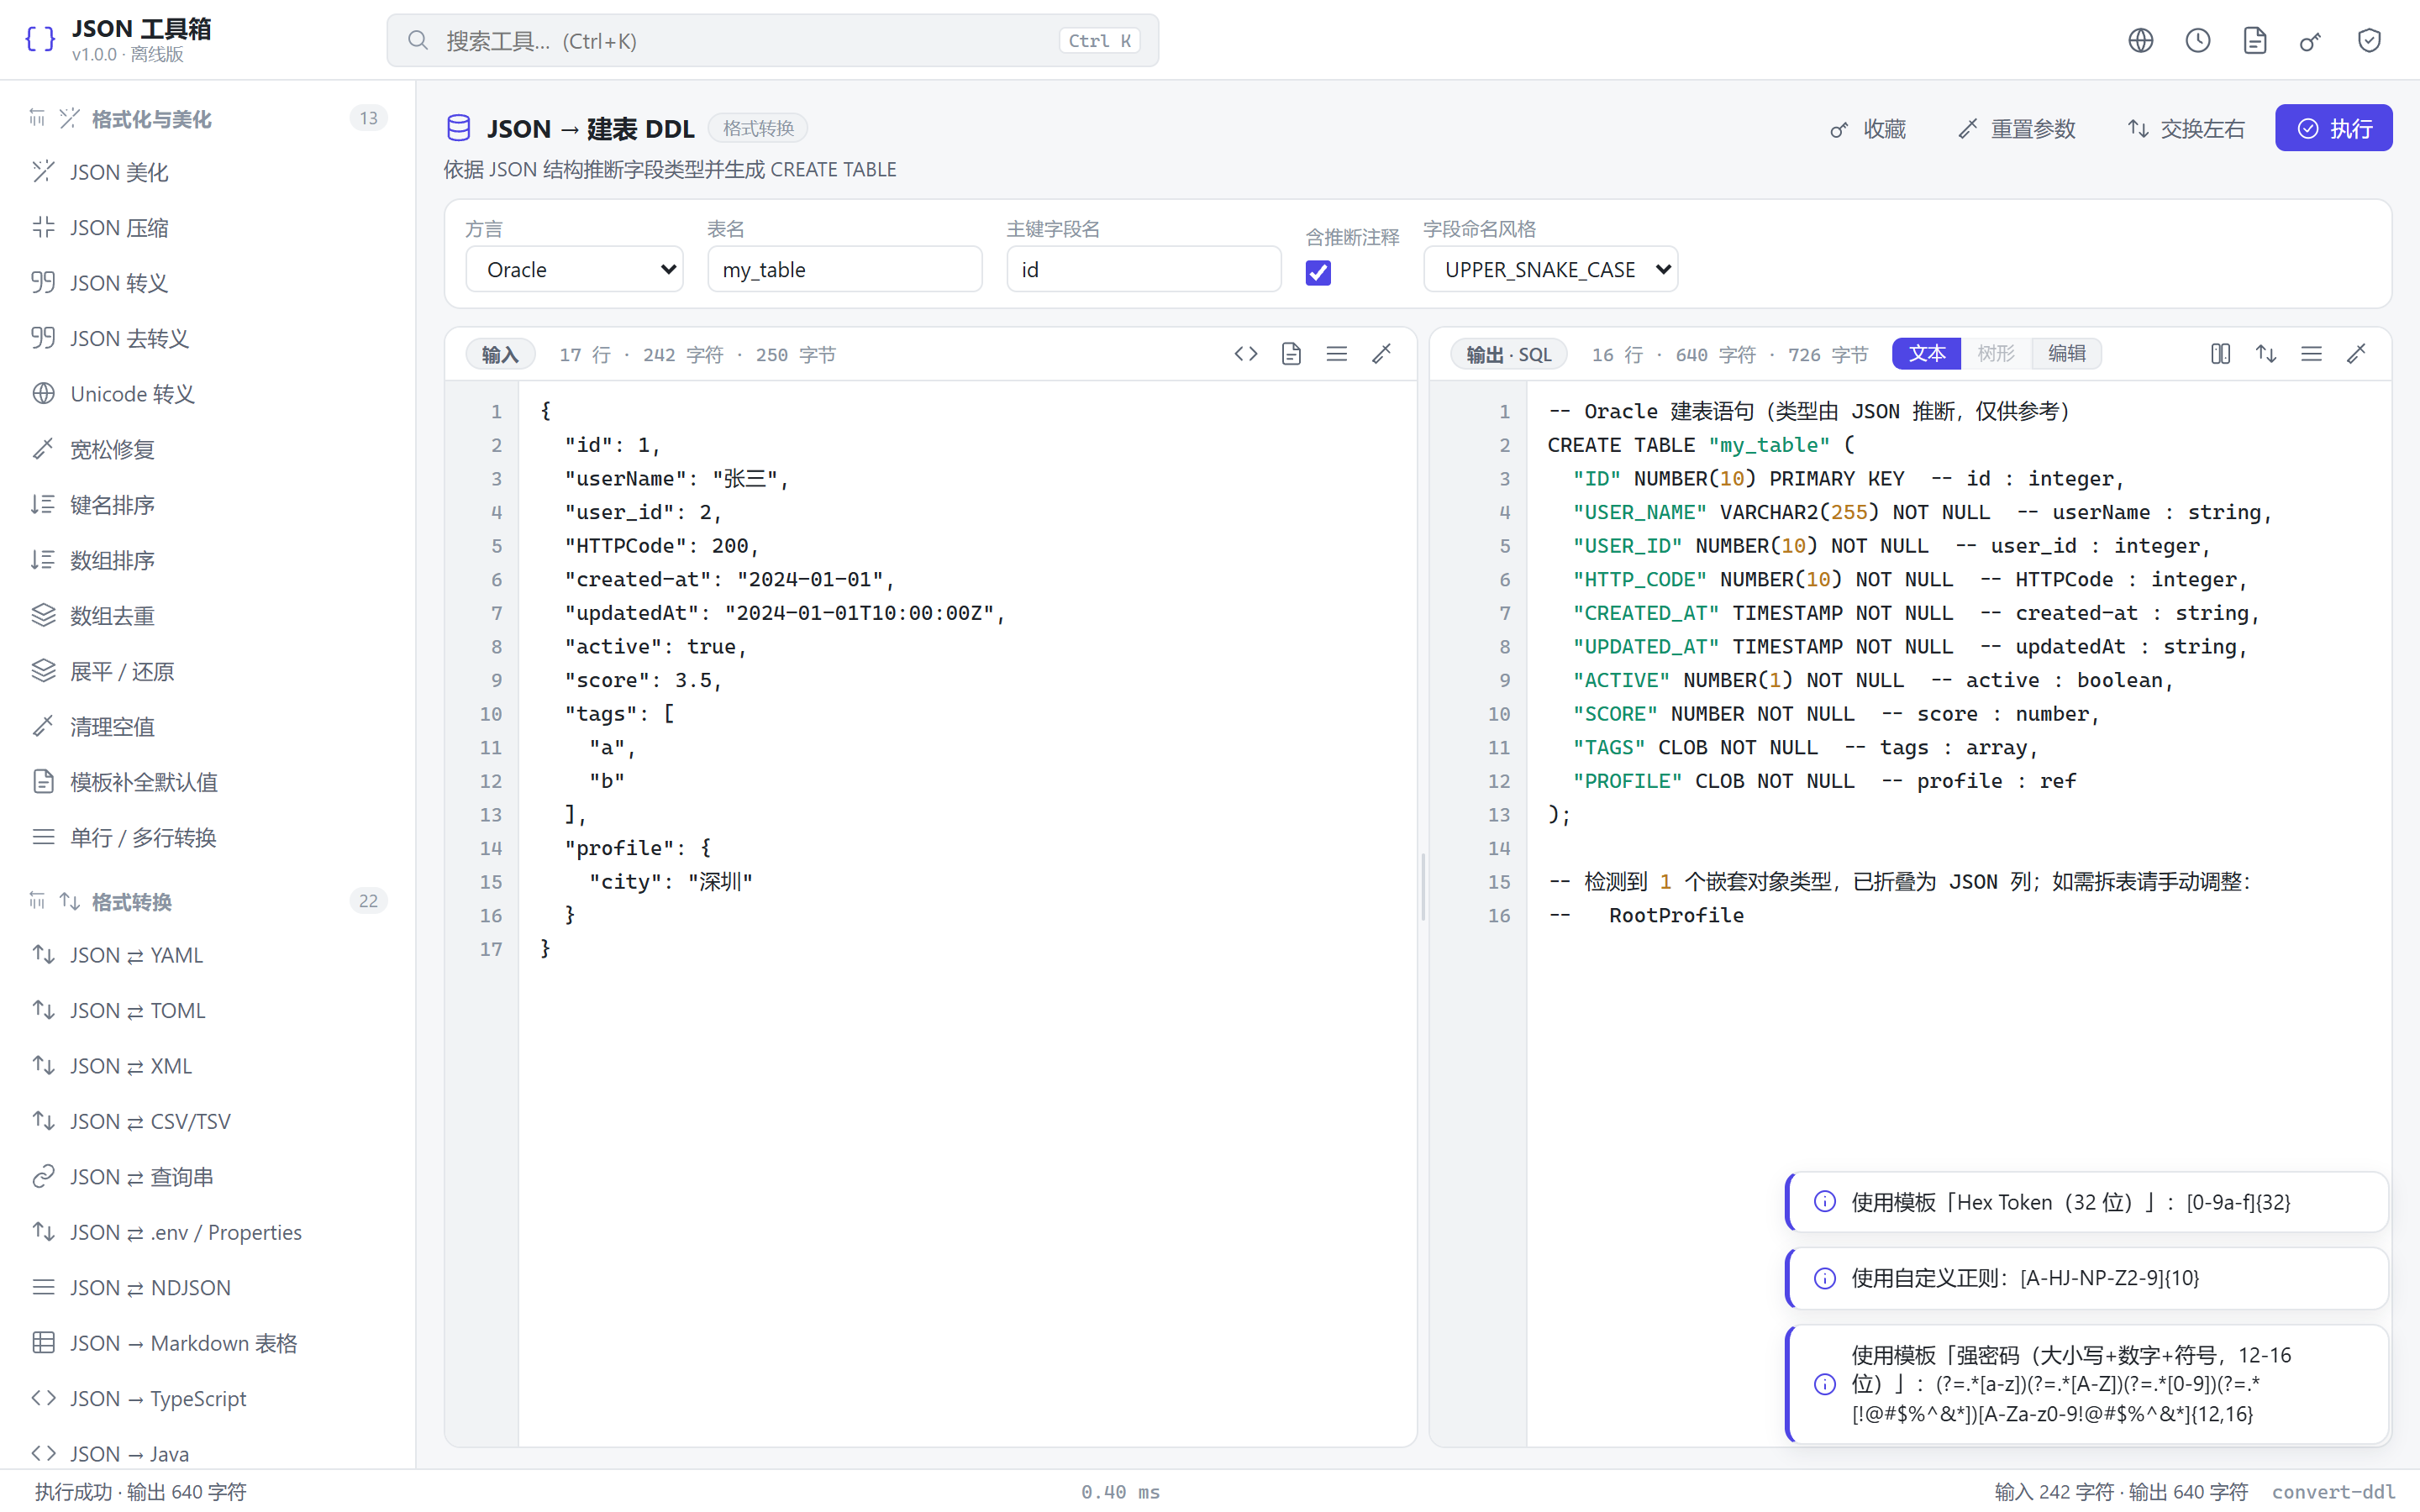 JSON 工具箱
v1.0.0 · 离线版
搜索工具... (Ctrl+K)
Ctrl K
格式化与美化
13
JSON 美化
JSON 压缩
JSON 转义
JSON 去转义
Unicode 转义
宽松修复
键名排序
数组排序
数组去重
展平 / 还原
清理空值
模板补全默认值
单行 / 多行转换
格式转换
22
JSON ⇄ YAML
JSON ⇄ TOML
JSON ⇄ XML
JSON ⇄ CSV/TSV
JSON ⇄ 查询串
JSON ⇄ .env / Properties
JSON ⇄ NDJSON
JSON → Markdown 表格
JSON → TypeScript
JSON → Java
JSON → 建表 DDL
格式转换
依据 JSON 结构推断字段类型并生成 CREATE TABLE
收藏
重置参数
交换左右
执行
方言
Oracle
表名
my_table
主键字段名
id
含推断注释
字段命名风格
UPPER_SNAKE_CASE
输入
17 行 · 242 字符 · 250 字节
1 {
2 "id": 1,
3 "userName": "张三",
4 "user_id": 2,
5 "HTTPCode": 200,
6 "created-at": "2024-01-01",
7 "updatedAt": "2024-01-01T10:00:00Z",
8 "active": true,
9 "score": 3.5,
10 "tags": [
11 "a",
12 "b"
13 ],
14 "profile": {
15 "city": "深圳"
16 }
17 }
输出 · SQL
16 行 · 640 字符 · 726 字节
文本
树形
编辑
1 -- Oracle 建表语句（类型由 JSON 推断，仅供参考）
2 CREATE TABLE "my_table" (
3 "ID" NUMBER(10) PRIMARY KEY  -- id : integer,
4 "USER_NAME" VARCHAR2(255) NOT NULL  -- userName : string,
5 "USER_ID" NUMBER(10) NOT NULL  -- user_id : integer,
6 "HTTP_CODE" NUMBER(10) NOT NULL  -- HTTPCode : integer,
7 "CREATED_AT" TIMESTAMP NOT NULL  -- created-at : string,
8 "UPDATED_AT" TIMESTAMP NOT NULL  -- updatedAt : string,
9 "ACTIVE" NUMBER(1) NOT NULL  -- active : boolean,
10 "SCORE" NUMBER NOT NULL  -- score : number,
11 "TAGS" CLOB NOT NULL  -- tags : array,
12 "PROFILE" CLOB NOT NULL  -- profile : ref
13 );
14
15 -- 检测到 1 个嵌套对象类型，已折叠为 JSON 列；如需拆表请手动调整：
16 --   RootProfile
使用模板「Hex Token（32 位）」：[0-9a-f]{32}
使用自定义正则：[A-HJ-NP-Z2-9]{10}
使用模板「强密码（大小写+数字+符号，12-16
位）」：(?=.*[a-z])(?=.*[A-Z])(?=.*[0-9])(?=.*
[!@#$%^&*])[A-Za-z0-9!@#$%^&*]{12,16}
执行成功 · 输出 640 字符
0.40 ms
输入 242 字符 · 输出 640 字符
convert-ddl